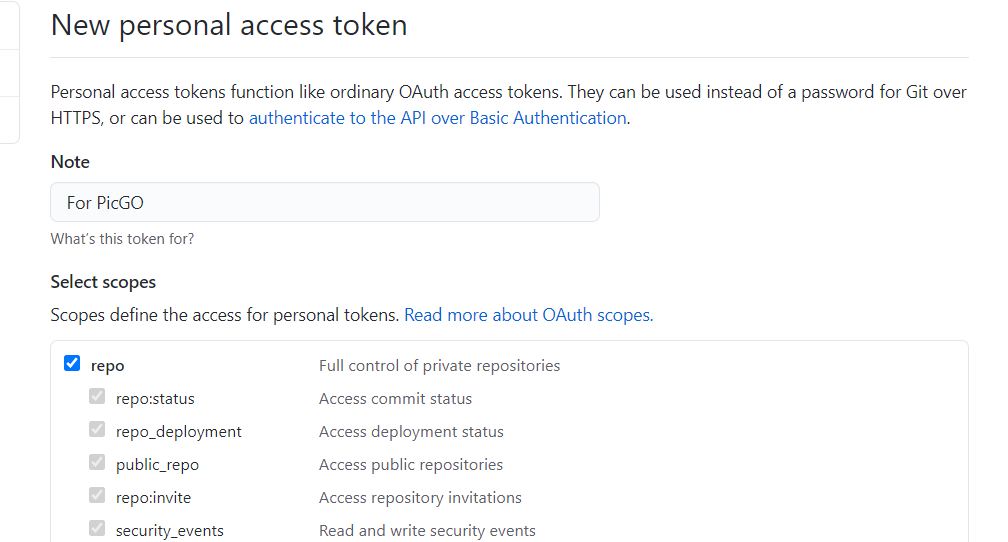 New personal access token
Personal access tokens function like ordinary OAuth access tokens. They can be used instead of a password for Git over
HTTPS, or can be used to authenticate to the API over Basic Authentication.
Note
For PicGO
What's this token for?
Select scopes
Scopes define the access for personal tokens. Read more about OAuth scopes.
repo Full control of private repositories
repo:status Access commit status
repo_deployment Access deployment status
public_repo Access public repositories
repo:invite Access repository invitations
security_events Read and write security events